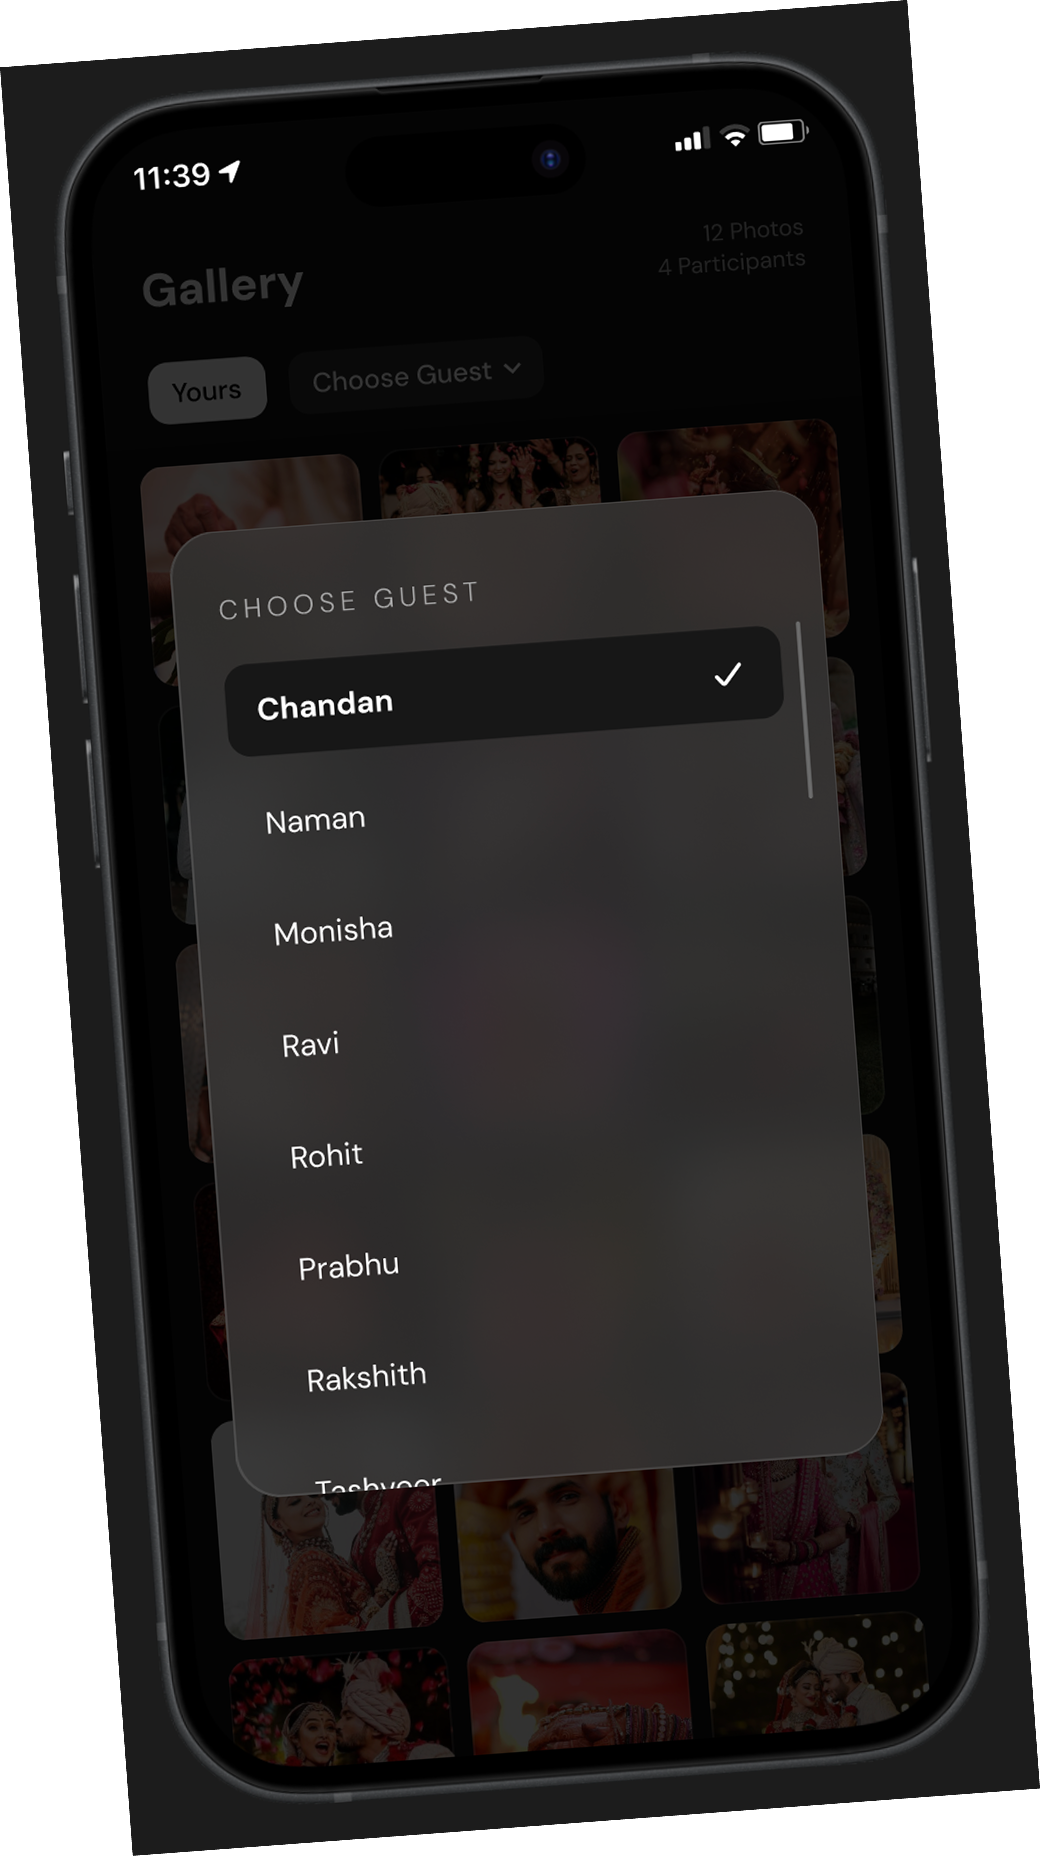 11:39
12 Photos
4 Participants
Gallery
Yours
Choose Guest
CHOOSE GUEST
Chandan
Naman
Monisha
Ravi
Rohit
Prabhu
Rakshith